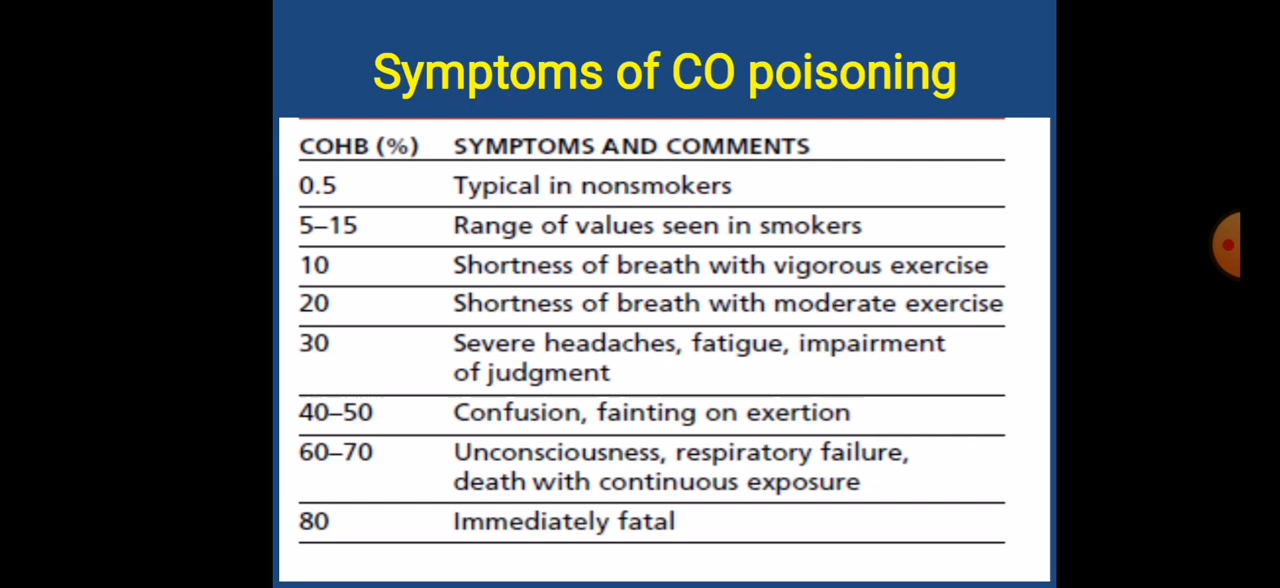 Symptoms of CO poisoning
COHB (%) SYMPTOMS AND COMMENTS
0.5 Typical in nonsmokers
5–15 Range of values seen in smokers
10 Shortness of breath with vigorous exercise
20 Shortness of breath with moderate exercise
30 Severe headaches, fatigue, impairment
of judgment
40–50 Confusion, fainting on exertion
60–70 Unconsciousness, respiratory failure,
death with continuous exposure
80 Immediately fatal